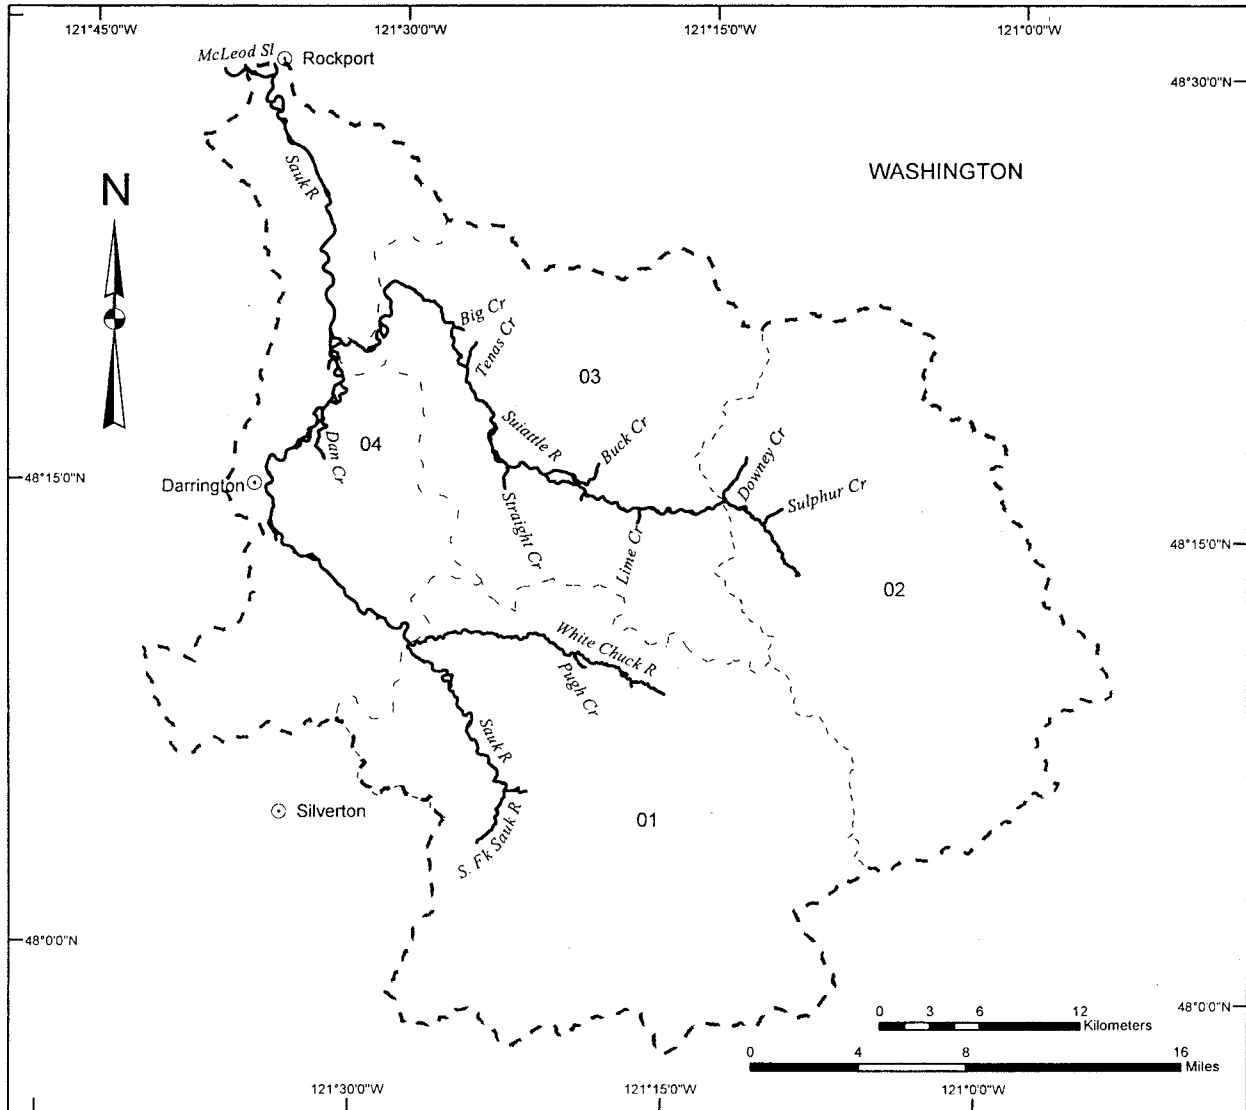 121°45'0"W
121°30'0"W
121°15'0"W
121°0'0"W
McLeod Sl
Rockport
48°30'0"N
WASHINGTON
N
Sauk R
Big Cr
Tenas Cr
03
04
Dan Cr
Suiattle R
Buck Cr
Downey Cr
48°15'0"N
Darrington
Straight Cr
Sulphur Cr
Lime Cr
48°15'0"N
02
White Chuck R
Pugh Cr
Sauk R
Silverton
01
S. Fk Sauk R
48°0'0"N
48°0'0"N
0 3 6 12
Kilometers
0 4 8 16
Miles
121°30'0"W
121°15'0"W
121°0'0"W